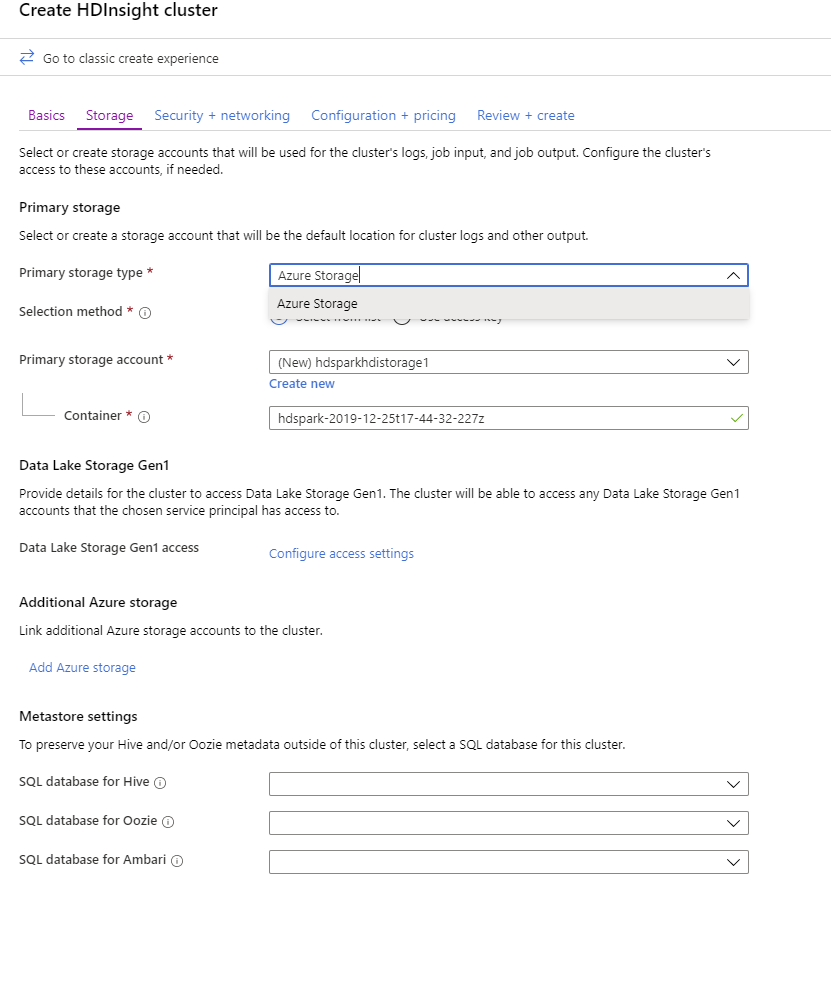 Create HDInsight cluster
Go to classic create experience
Basics Storage Security + networking Configuration + pricing Review + create
Select or create storage accounts that will be used for the cluster's logs, job input, and job output. Configure the cluster's
access to these accounts, if needed.
Primary storage
Select or create a storage account that will be the default location for cluster logs and other output.
Primary storage type * Azure Storage
Azure Storage
Selection method * Select from list Use access key
Primary storage account * (New) hdsparkhdistorage1
Create new
Container * hdspark-2019-12-25t17-44-32-227z
Data Lake Storage Gen1
Provide details for the cluster to access Data Lake Storage Gen1. The cluster will be able to access any Data Lake Storage Gen1
accounts that the chosen service principal has access to.
Data Lake Storage Gen1 access Configure access settings
Additional Azure storage
Link additional Azure storage accounts to the cluster.
Add Azure storage
Metastore settings
To preserve your Hive and/or Oozie metadata outside of this cluster, select a SQL database for this cluster.
SQL database for Hive
SQL database for Oozie
SQL database for Ambari